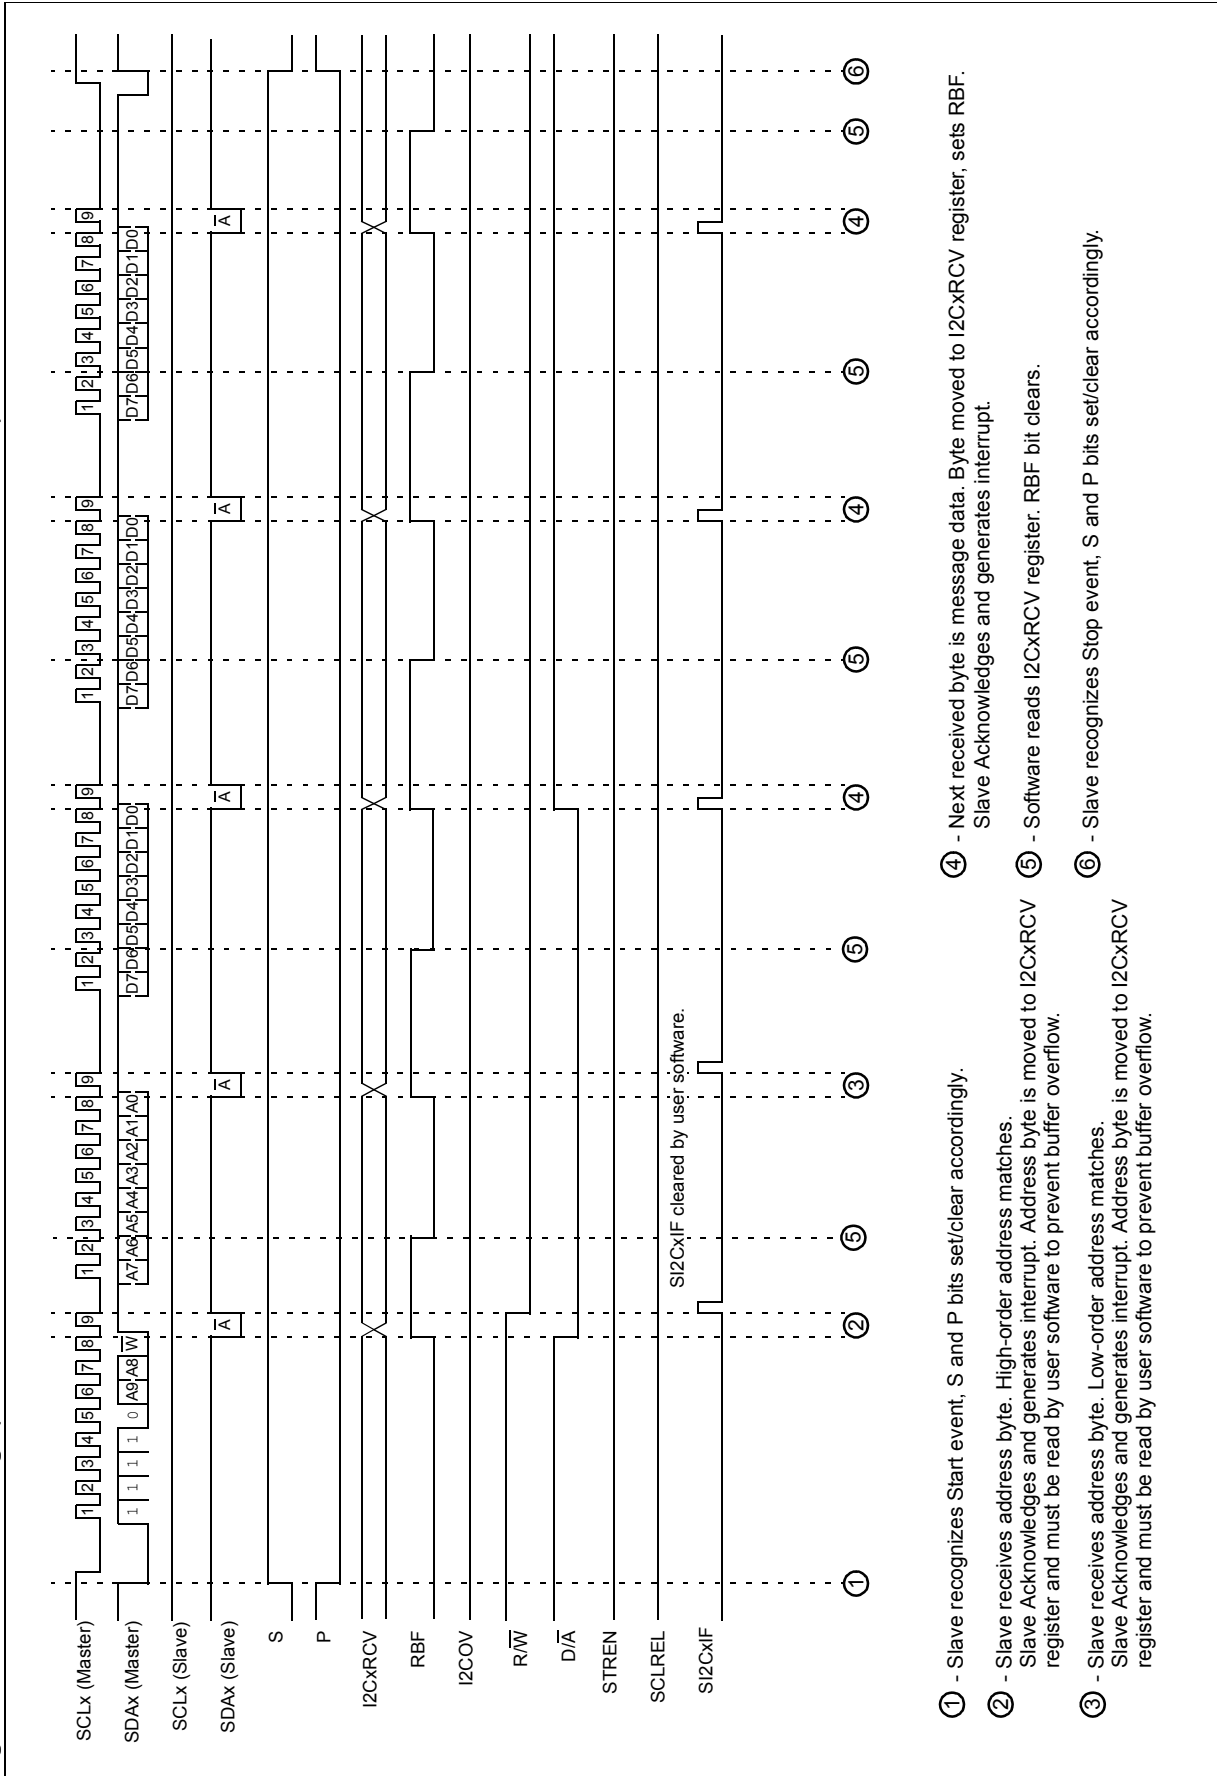 SCLx (Master)
1 2 3 4 5 6 7 8 9 1 2 3 4 5 6 7 8 9 1 2 3 4 5 6 7 8 9 1 2 3 4 5 6 7 8 9 1 2 3 4 5 6 7 8 9
SDAx (Master)
1 1 1 1 0 A9 A8 W̅ A7 A6 A5 A4 A3 A2 A1 A0 D7 D6 D5 D4 D3 D2 D1 D0 D7 D6 D5 D4 D3 D2 D1 D0 D7 D6 D5 D4 D3 D2 D1 D0
SCLx (Slave)
SDAx (Slave)
A̅ A̅ A̅ A̅ A̅
S
P
I2CxRCV
RBF
I2COV
R/W̅
D/A̅
STREN
SCLREL
SI2CxIF cleared by user software.
SI2CxIF
1 2 5 3 5 4 5 4 5 4 5 6
1 - Slave recognizes Start event, S and P bits set/clear accordingly.
2 - Slave receives address byte. High-order address matches.
Slave Acknowledges and generates interrupt. Address byte is moved to I2CxRCV
register and must be read by user software to prevent buffer overflow.
3 - Slave receives address byte. Low-order address matches.
Slave Acknowledges and generates interrupt. Address byte is moved to I2CxRCV
register and must be read by user software to prevent buffer overflow.
4 - Next received byte is message data. Byte moved to I2CxRCV register, sets RBF.
Slave Acknowledges and generates interrupt.
5 - Software reads I2CxRCV register. RBF bit clears.
6 - Slave recognizes Stop event, S and P bits set/clear accordingly.